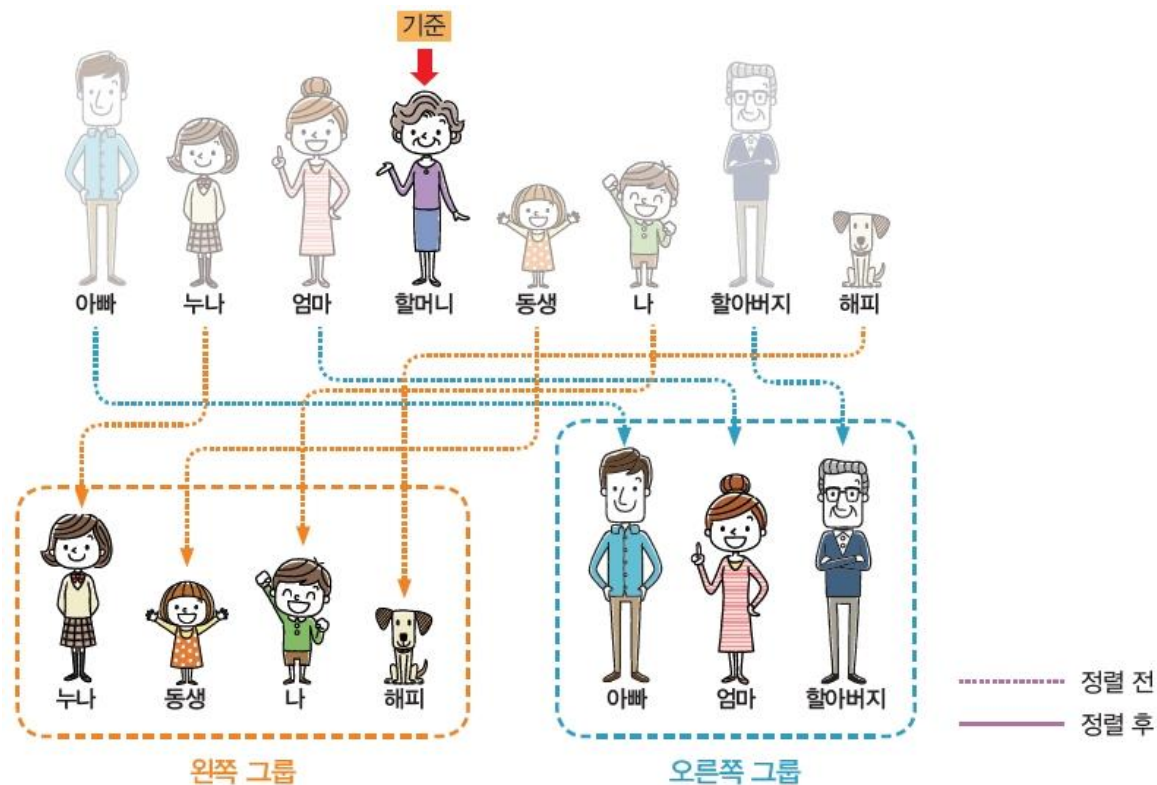 기준
아빠 누나 엄마 할머니 동생 나 할아버지 해피
누나 동생 나 해피 아빠 엄마 할아버지
정렬 전
정렬 후
왼쪽 그룹 오른쪽 그룹